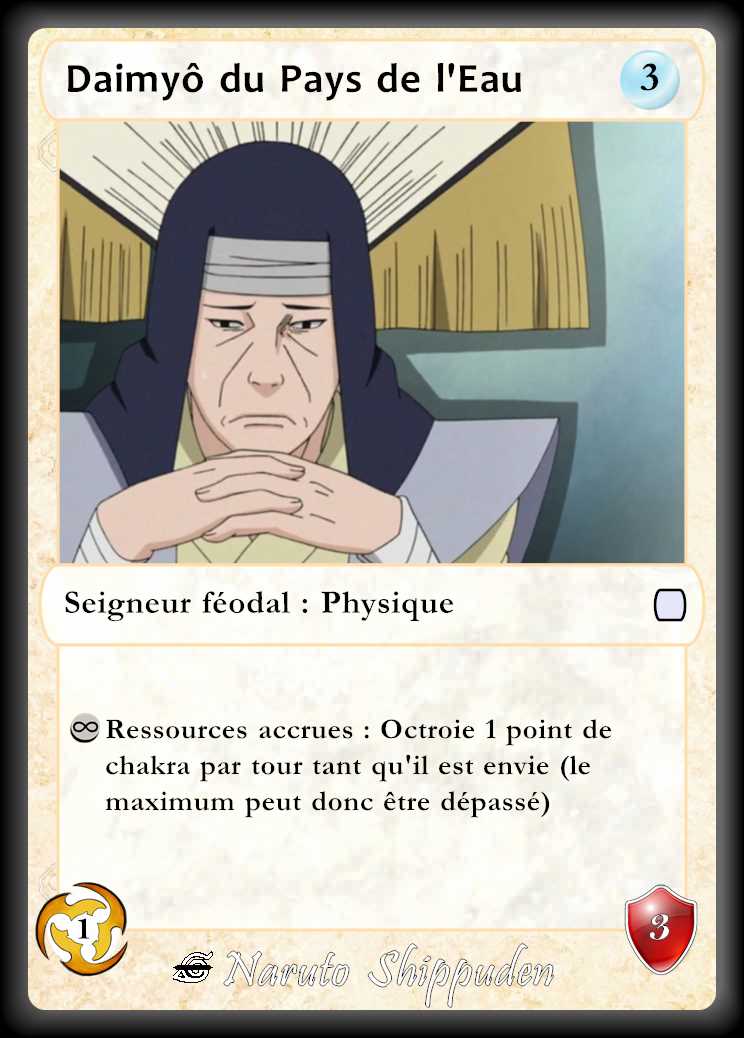 Daimyô du Pays de l'Eau
3
Seigneur féodal : Physique
∞ Ressources accrues : Octroie 1 point de
chakra par tour tant qu'il est envie (le
maximum peut donc être dépassé)
1
3
Naruto Shippuden